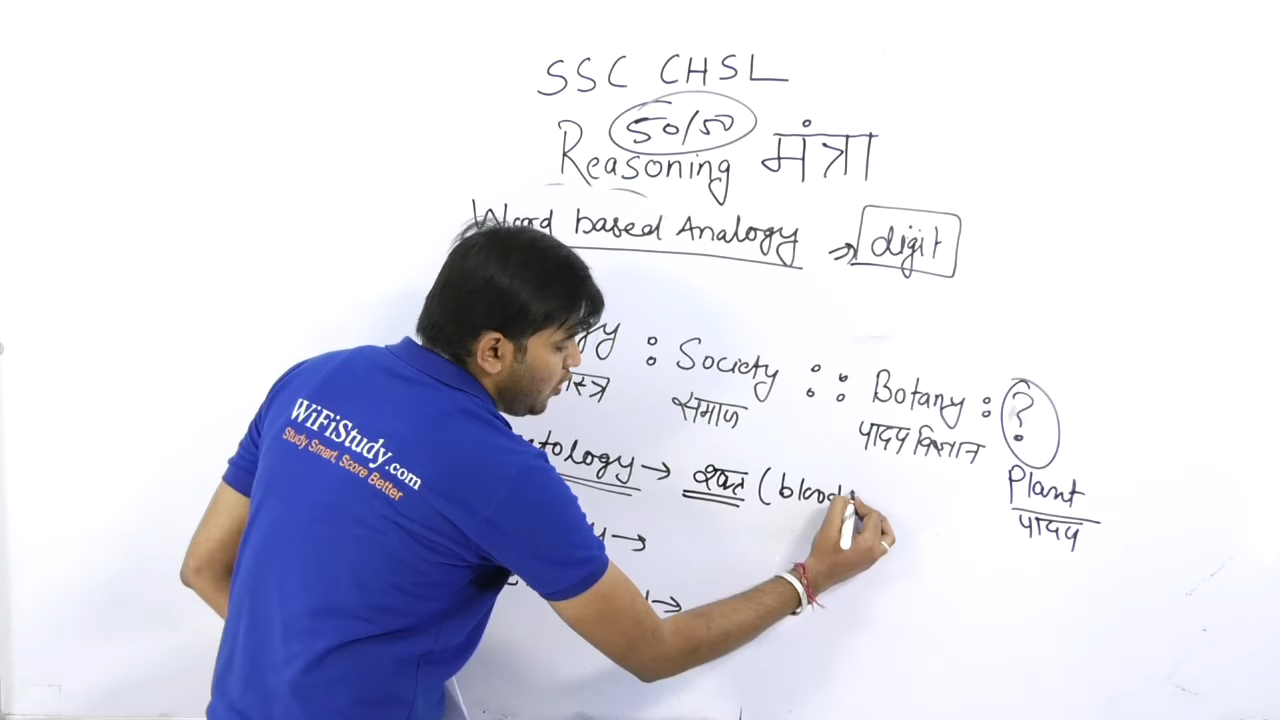 SSC CHSL
50/50
Reasoning मंत्रा
Word based Analogy → digit
: Society :: Botany : ?
समाज पादप विज्ञान
Plant
पादप
tology → रक्त (blood
→
→
WiFiStudy.com
Study Smart, Score Better